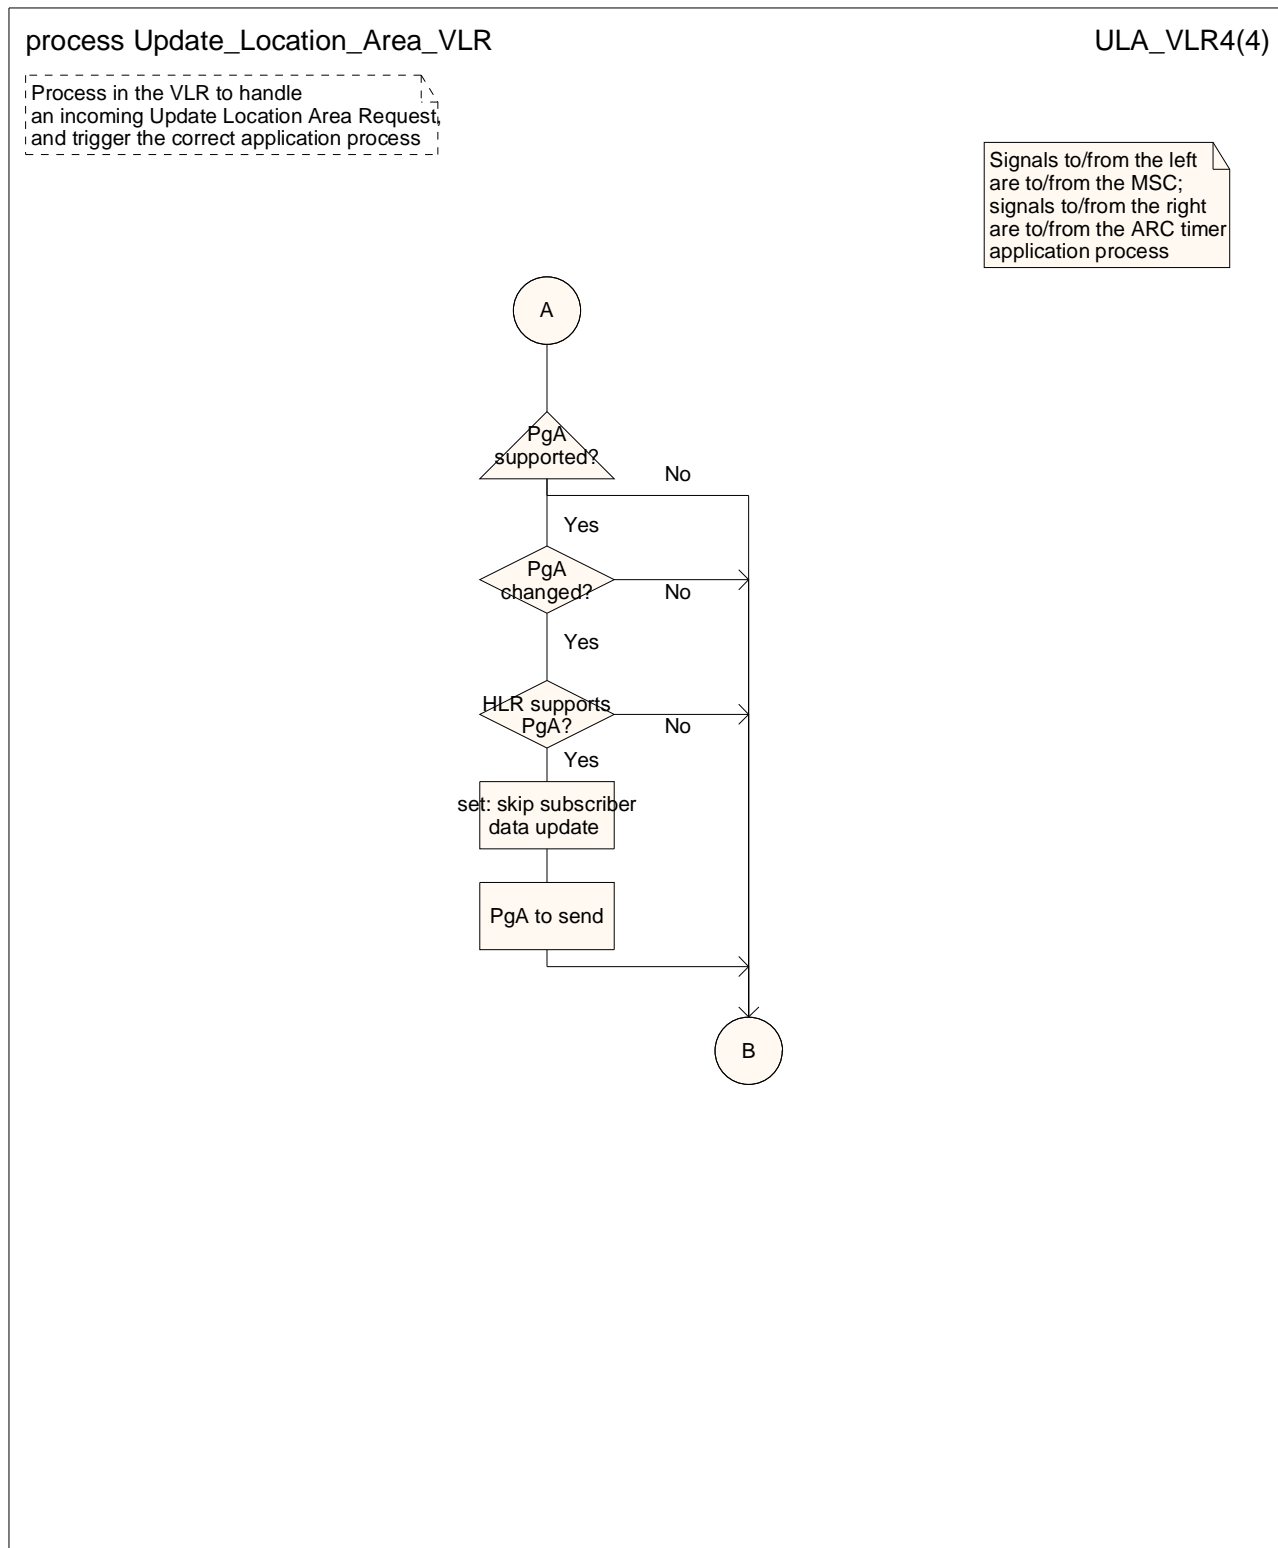 process Update_Location_Area_VLR
ULA_VLR4(4)
Process in the VLR to handle
an incoming Update Location Area Request,
and trigger the correct application process
Signals to/from the left
are to/from the MSC;
signals to/from the right
are to/from the ARC timer
application process
A
PgA
supported?
No
Yes
PgA
changed?
No
Yes
HLR supports
PgA?
No
Yes
set: skip subscriber
data update
PgA to send
B